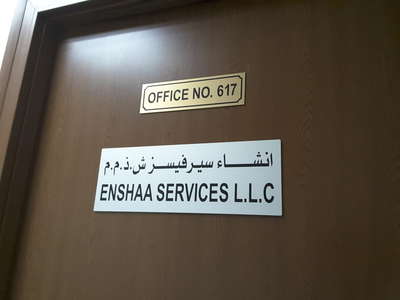 OFFICE NO. 617
انشاء سيرفيسز ش.ذ.م.م
ENSHAA SERVICES L.L.C